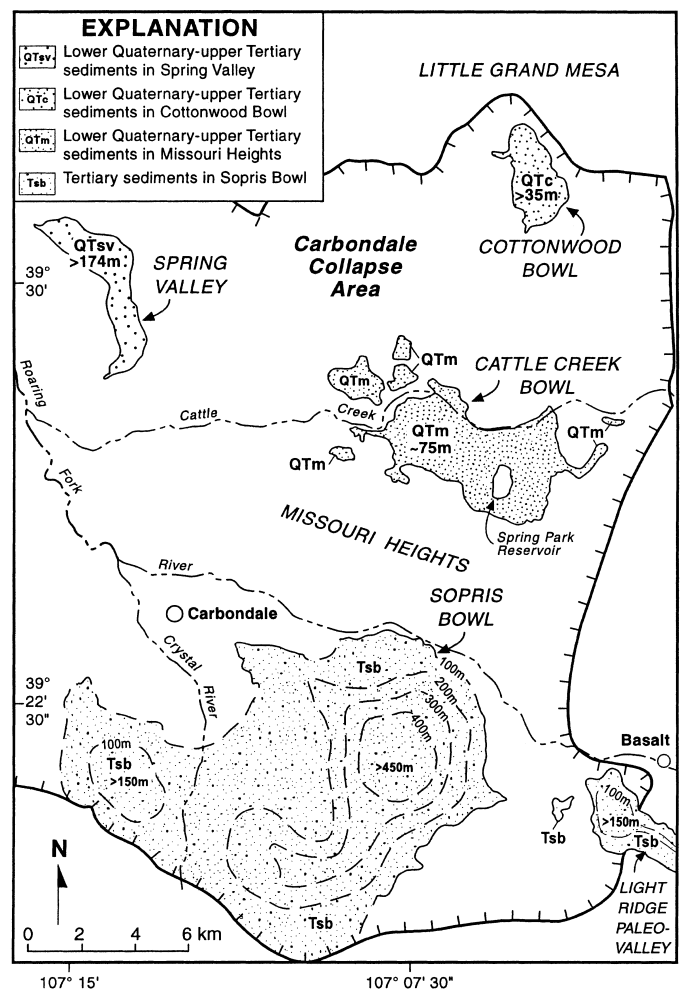 EXPLANATION
QTsv
Lower Quaternary-upper Tertiary
sediments in Spring Valley
QTc
Lower Quaternary-upper Tertiary
sediments in Cottonwood Bowl
QTm
Lower Quaternary-upper Tertiary
sediments in Missouri Heights
Tsb
Tertiary sediments in Sopris Bowl
LITTLE GRAND MESA
QTc
>35m
COTTONWOOD
BOWL
QTsv
>174m
SPRING
VALLEY
Carbondale
Collapse
Area
39°
30'
QTm
QTm
CATTLE CREEK
BOWL
Roaring
Cattle
Creek
QTm
~75m
QTm
QTm
Fork
Spring Park
Reservoir
MISSOURI HEIGHTS
River
SOPRIS
BOWL
Carbondale
Crystal
River
Tsb
100m
200m
300m
400m
39°
22'
30"
>450m
Basalt
100m
Tsb
>150m
100m
>150m
Tsb
Tsb
LIGHT
RIDGE
PALEO-
VALLEY
Tsb
N
0 2 4 6 km
107° 15'
107° 07' 30"